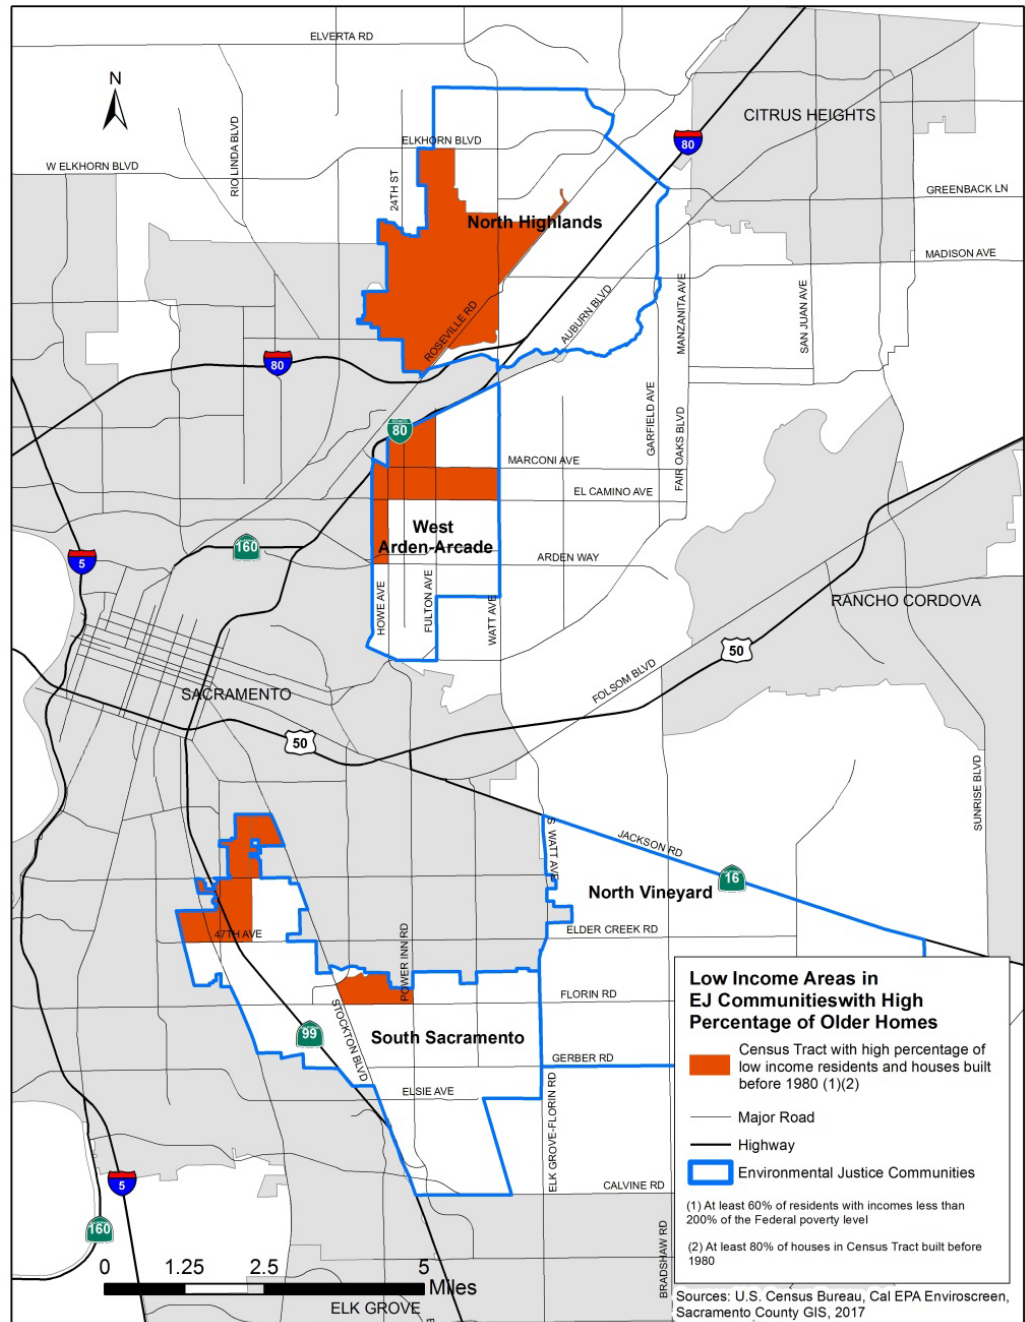 ELVERTA RD
N
CITRUS HEIGHTS
80
ELKHORN BLVD
W ELKHORN BLVD
RIO LINDA BLVD
24TH ST
GREENBACK LN
North Highlands
MADISON AVE
ROSEVILLE RD
AUBURN BLVD
MANZANITA AVE
SAN JUAN AVE
80
80
GARFIELD AVE
FAIR OAKS BLVD
MARCONI AVE
EL CAMINO AVE
West
Arden-Arcade
160
5
ARDEN WAY
HOWE AVE
FULTON AVE
WATT AVE
RANCHO CORDOVA
50
FOLSOM BLVD
SACRAMENTO
50
SUNRISE BLVD
S WATT AVE
JACKSON RD
16
North Vineyard
47TH AVE
ELDER CREEK RD
POWER INN RD
FLORIN RD
STOCKTON BLVD
99
South Sacramento
GERBER RD
ELSIE AVE
ELK GROVE-FLORIN RD
CALVINE RD
5
160
BRADSHAW RD
Low Income Areas in
EJ Communitieswith High
Percentage of Older Homes
Census Tract with high percentage of
low income residents and houses built
before 1980 (1)(2)
Major Road
Highway
Environmental Justice Communities
(1) At least 60% of residents with incomes less than
200% of the Federal poverty level
(2) At least 80% of houses in Census Tract built before
1980
0 1.25 2.5 5
Miles
ELK GROVE
Sources: U.S. Census Bureau, Cal EPA Enviroscreen,
Sacramento County GIS, 2017